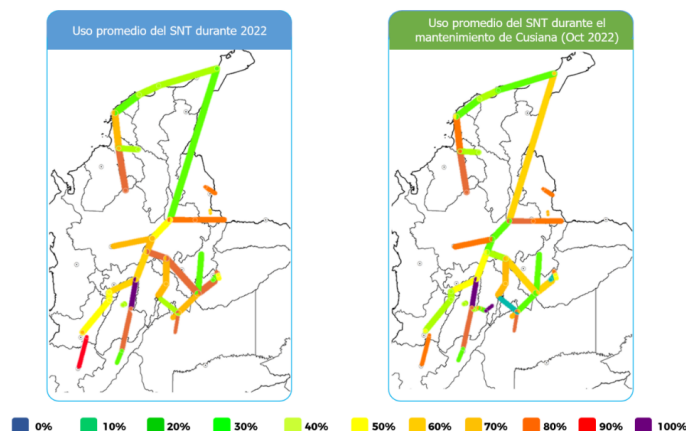 Uso promedio del SNT durante 2022
Uso promedio del SNT durante el
mantenimiento de Cusiana (Oct 2022)
0% 10% 20% 30% 40% 50% 60% 70% 80% 90% 100%